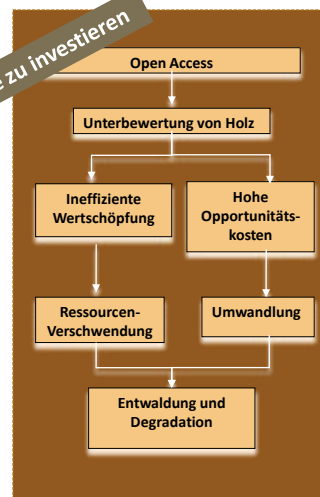 e zu investieren
Open Access
Unterbewertung von Holz
Ineffiziente
Wertschöpfung
Hohe
Opportunitäts-
kosten
Ressourcen-
Verschwendung
Umwandlung
Entwaldung und
Degradation